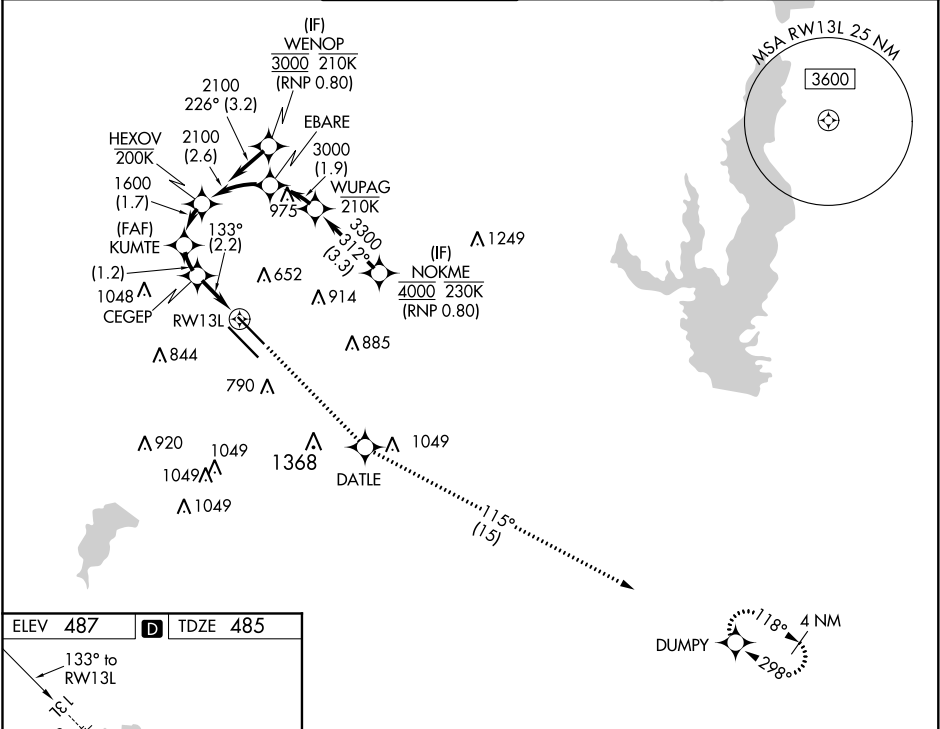 (IF)
WENOP
3000 210K
(RNP 0.80)
MSA RW13L 25 NM
3600
2100
226° (3.2)
EBARE
HEXOV
200K
2100
(2.6)
3000
(1.9)
WUPAG
210K
1600
(1.7)
975
(FAF)
KUMTE
133°
(2.2)
3300
312°
(3.3)
1249
(IF)
NOKME
4000 230K
(RNP 0.80)
(1.2)
652
1048
914
CEGEP
RW13L
885
844
790
920
1049
1049
1049
1368
1049
DATLE
115°
(15)
ELEV 487
D
TDZE 485
133° to
RW13L
13L
DUMPY
118°
4 NM
298°